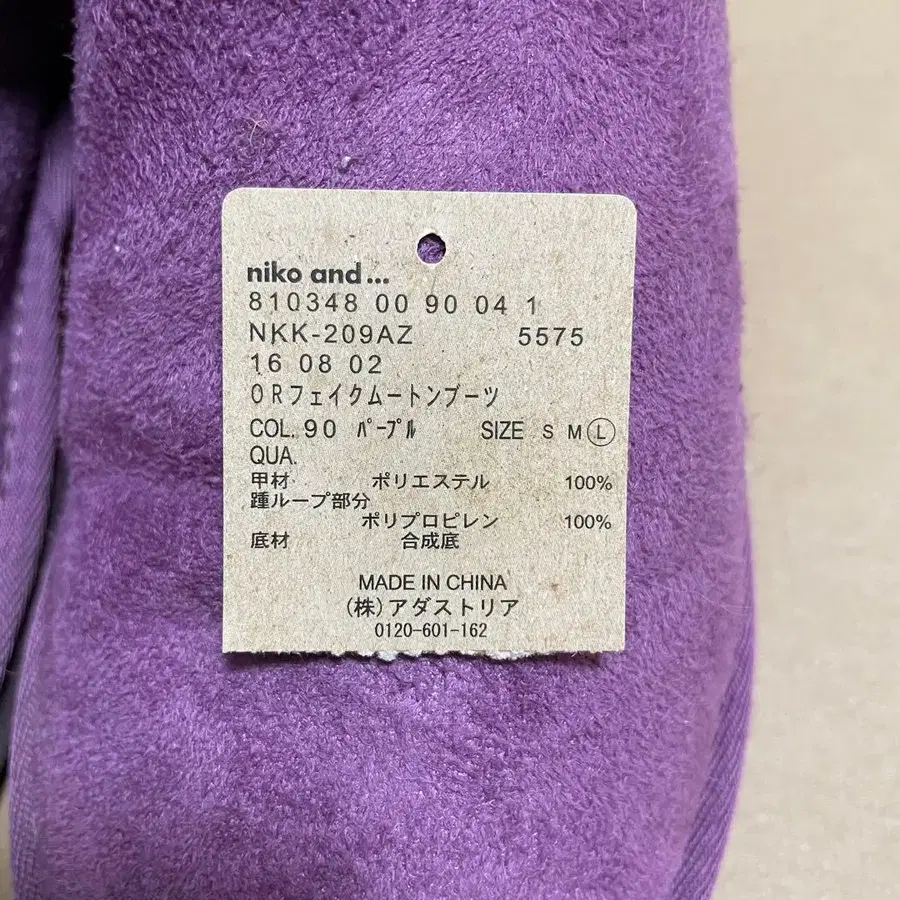 niko and...
810348 00 90 04 1
NKK-209AZ 5575
16 08 02
ORフェイクムートンブーツ
COL. 90 パープル SIZE S M L
QUA.
甲材 ポリエステル 100%
踵ループ部分
ポリプロピレン 100%
底材 合成底
MADE IN CHINA
(株)アダストリア
0120-601-162